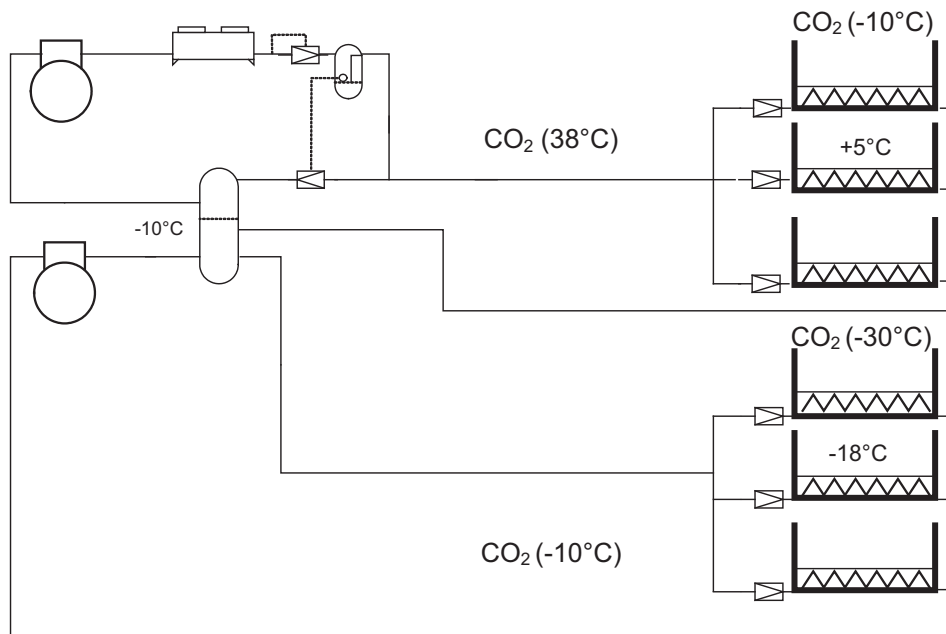 CO₂ (-10°C)
CO₂ (38°C)
+5°C
-10°C
CO₂ (-30°C)
-18°C
CO₂ (-10°C)